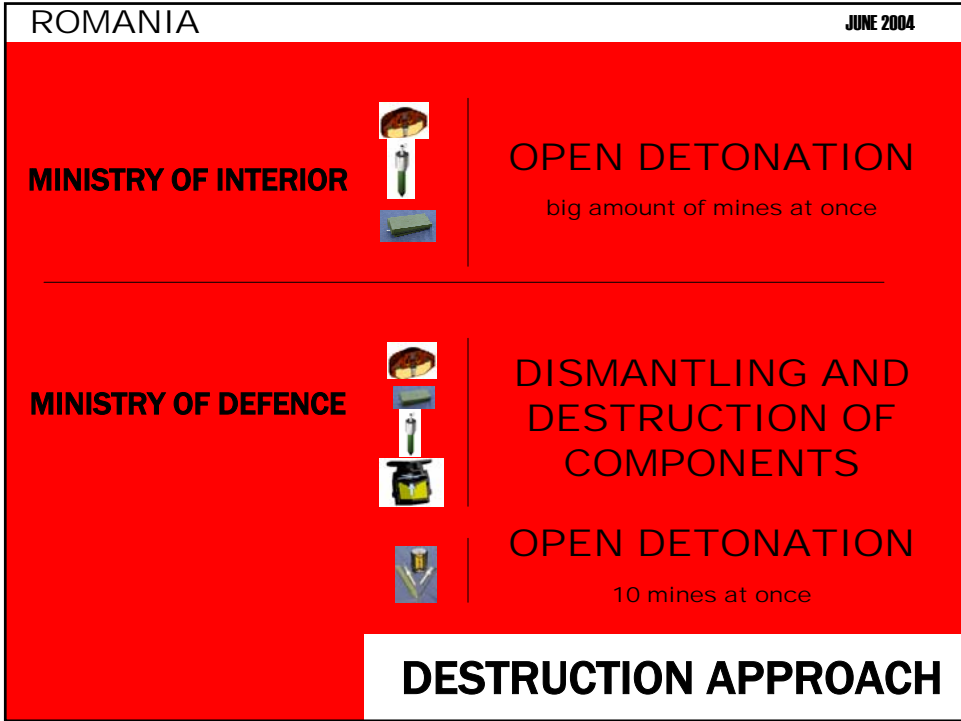 ROMANIA
JUNE 2004
MINISTRY OF INTERIOR
OPEN DETONATION
big amount of mines at once
MINISTRY OF DEFENCE
DISMANTLING AND
DESTRUCTION OF
COMPONENTS
OPEN DETONATION
10 mines at once
DESTRUCTION APPROACH